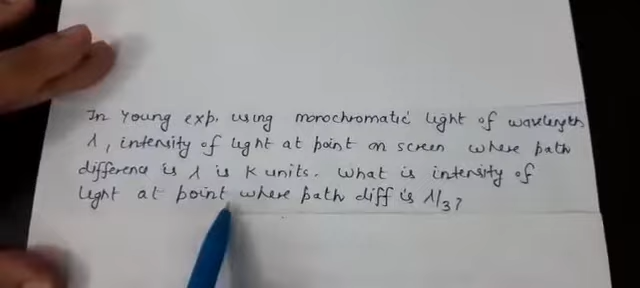 In Young exp. using monochromatic light of wavelength
λ, intensity of light at point on screen where path
difference is λ is K units. What is intensity of
light at point where path diff is λ/3?